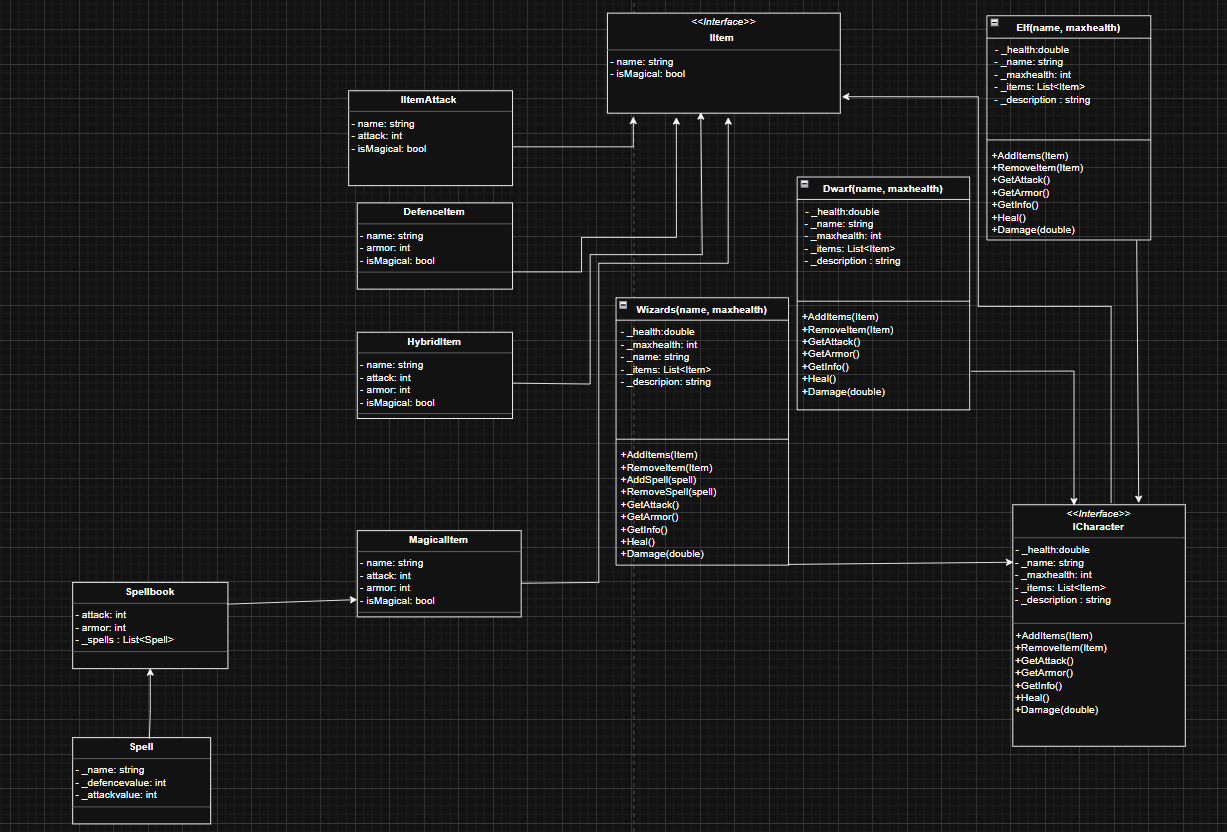 <<Interface>>
IItem
- name: string
- isMagical: bool
Elf(name, maxhealth)
- _health:double
- _name: string
- _maxhealth: int
- _items: List<Item>
- _description : string
+AddItems(Item)
+RemoveItem(Item)
+GetAttack()
+GetArmor()
+GetInfo()
+Heal()
+Damage(double)
IItemAttack
- name: string
- attack: int
- isMagical: bool
Dwarf(name, maxhealth)
- _health:double
- _name: string
- _maxhealth: int
- _items: List<Item>
- _description : string
+AddItems(Item)
+RemoveItem(Item)
+GetAttack()
+GetArmor()
+GetInfo()
+Heal()
+Damage(double)
DefenceItem
- name: string
- armor: int
- isMagical: bool
Wizards(name, maxhealth)
- _health:double
- _maxhealth: int
- _name: string
- _items: List<Item>
- _descripion: string
+AddItems(Item)
+RemoveItem(Item)
+AddSpell(spell)
+RemoveSpell(spell)
+GetAttack()
+GetArmor()
+GetInfo()
+Heal()
+Damage(double)
HybridItem
- name: string
- attack: int
- armor: int
- isMagical: bool
<<Interface>>
ICharacter
- _health:double
- _name: string
- _maxhealth: int
- _items: List<Item>
- _description : string
+AddItems(Item)
+RemoveItem(Item)
+GetAttack()
+GetArmor()
+GetInfo()
+Heal()
+Damage(double)
MagicalItem
- name: string
- attack: int
- armor: int
- isMagical: bool
Spellbook
- attack: int
- armor: int
- _spells : List<Spell>
Spell
- _name: string
- _defencevalue: int
- _attackvalue: int